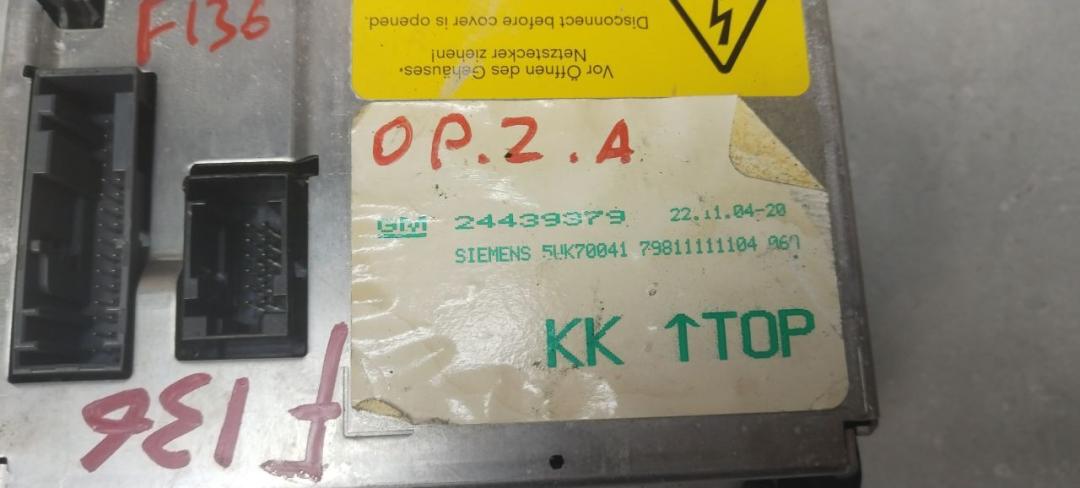 F136
Vor Öffnen des Gehäuses.
Netzstecker ziehen!
Disconnect before cover is opened.
OP.Z.A
GM 24439379 22.11.04-20
SIEMENS 5WK70041 79811111104
KK ↑TOP
F136